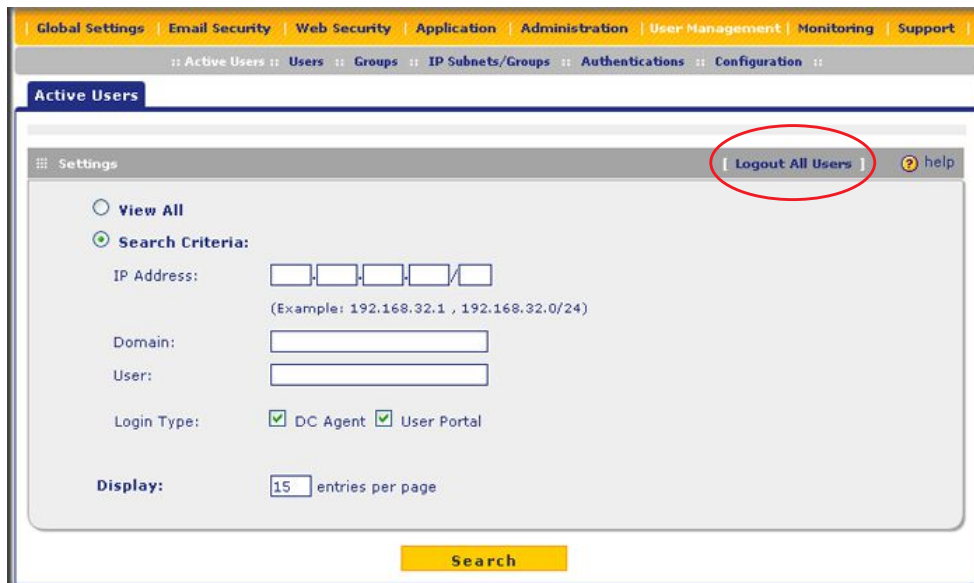 | Global Settings | Email Security | Web Security | Application | Administration | User Management | Monitoring | Support |
:: Active Users :: Users :: Groups :: IP Subnets/Groups :: Authentications :: Configuration ::
Active Users
Settings [ Logout All Users ] ? help
View All
Search Criteria:
IP Address: . . . /
(Example: 192.168.32.1 , 192.168.32.0/24)
Domain:
User:
Login Type: DC Agent User Portal
Display: 15 entries per page
Search